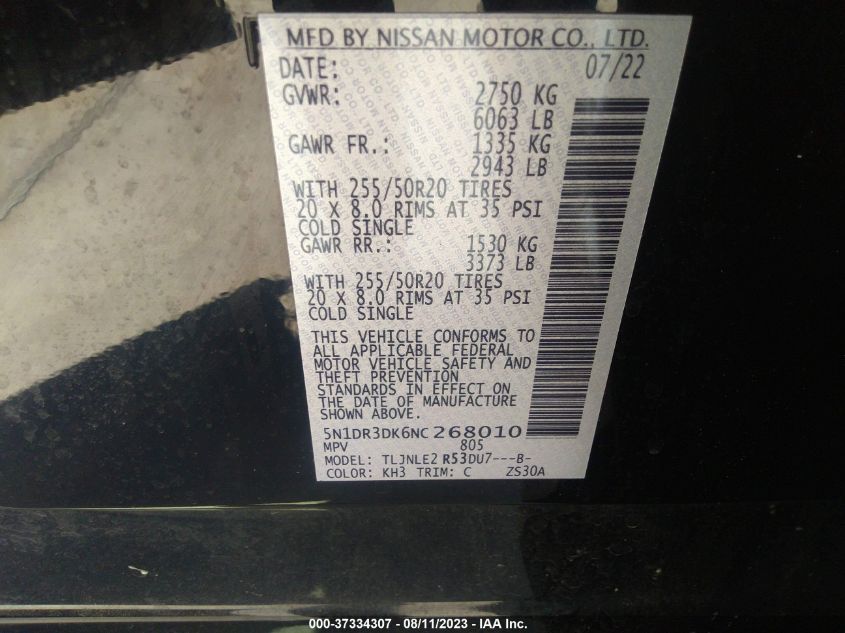 MFD BY NISSAN MOTOR CO., LTD.
DATE: 07/22
GVWR: 2750 KG
6063 LB
GAWR FR.: 1335 KG
2943 LB
WITH 255/50R20 TIRES
20 X 8.0 RIMS AT 35 PSI
COLD SINGLE
GAWR RR.: 1530 KG
3373 LB
WITH 255/50R20 TIRES
20 X 8.0 RIMS AT 35 PSI
COLD SINGLE
THIS VEHICLE CONFORMS TO
ALL APPLICABLE FEDERAL
MOTOR VEHICLE SAFETY AND
THEFT PREVENTION
STANDARDS IN EFFECT ON
THE DATE OF MANUFACTURE
SHOWN ABOVE.
5N1DR3DK6NC268010
MPV 805
MODEL: TLJNLE2 R53DU7---B-
COLOR: KH3 TRIM: C ZS30A
000-37334307 - 08/11/2023 - IAA Inc.